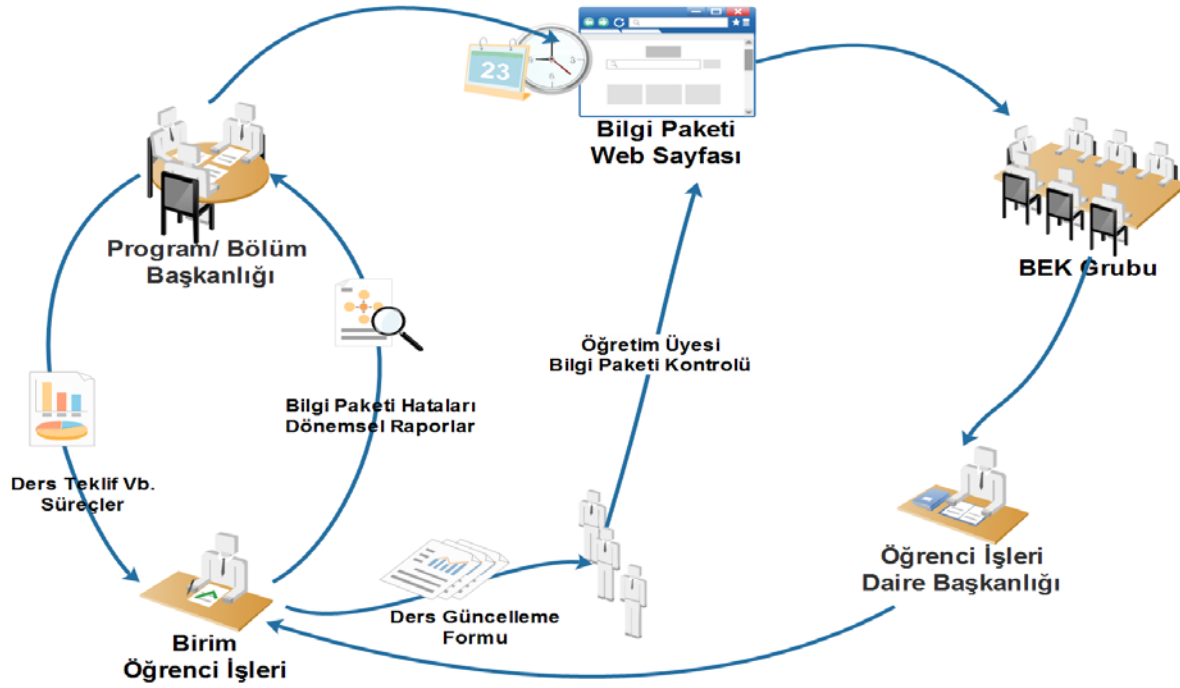 23
Bilgi Paketi
Web Sayfası
Program/ Bölüm
Başkanlığı
BEK Grubu
Öğretim Üyesi
Bilgi Paketi Kontrolü
Bilgi Paketi Hataları
Dönemsel Raporlar
Ders Teklif Vb.
Süreçler
Öğrenci İşleri
Daire Başkanlığı
Ders Güncelleme
Formu
Birim
Öğrenci İşleri